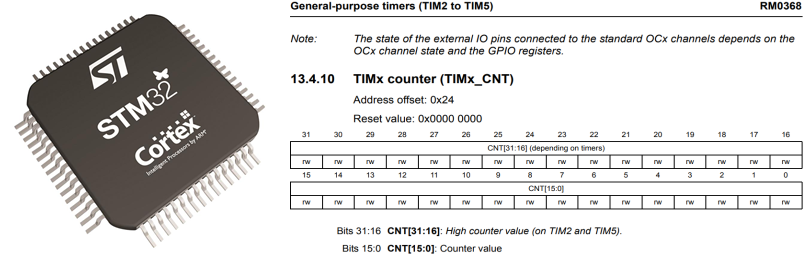 ST
STM32
Cortex
Intelligent Processors by ARM®
General-purpose timers (TIM2 to TIM5) RM0368
Note: The state of the external IO pins connected to the standard OCx channels depends on the
OCx channel state and the GPIO registers.
13.4.10 TIMx counter (TIMx_CNT)
Address offset: 0x24
Reset value: 0x0000 0000
31 30 29 28 27 26 25 24 23 22 21 20 19 18 17 16
CNT[31:16] (depending on timers)
rw rw rw rw rw rw rw rw rw rw rw rw rw rw rw rw
15 14 13 12 11 10 9 8 7 6 5 4 3 2 1 0
CNT[15:0]
rw rw rw rw rw rw rw rw rw rw rw rw rw rw rw rw
Bits 31:16 CNT[31:16]: High counter value (on TIM2 and TIM5).
Bits 15:0 CNT[15:0]: Counter value